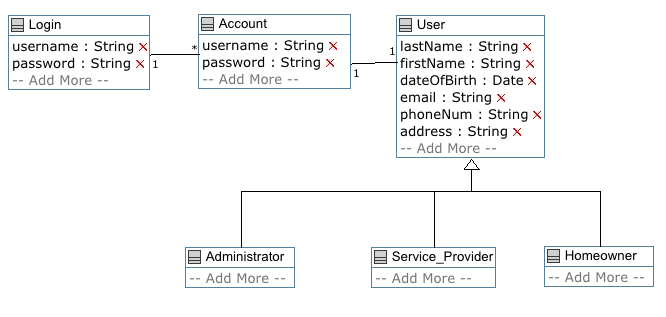 Login
username : String
password : String
-- Add More --
1
*
Account
username : String
password : String
-- Add More --
1
1
User
lastName : String
firstName : String
dateOfBirth : Date
email : String
phoneNum : String
address : String
-- Add More --
Administrator
-- Add More --
Service_Provider
-- Add More --
Homeowner
-- Add More --